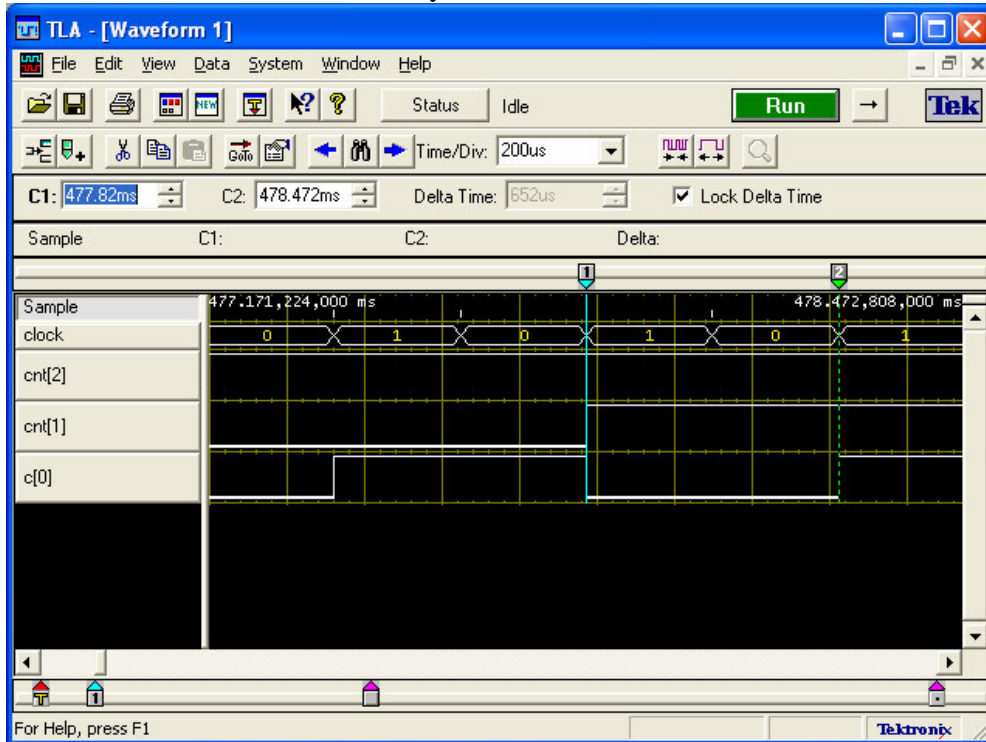 TLA - [Waveform 1]
File Edit View Data System Window Help
NEW Status Idle Run Tek
Goto Time/Div: 200us
C1: 477.82ms C2: 478.472ms Delta Time: 652us Lock Delta Time
Sample C1: C2: Delta:
1 2
Sample 477.171,224,000 ms 478.472,808,000 ms
clock 0 1 0 1 0 1
cnt[2]
cnt[1]
c[0]
T 1
For Help, press F1 Tektronix